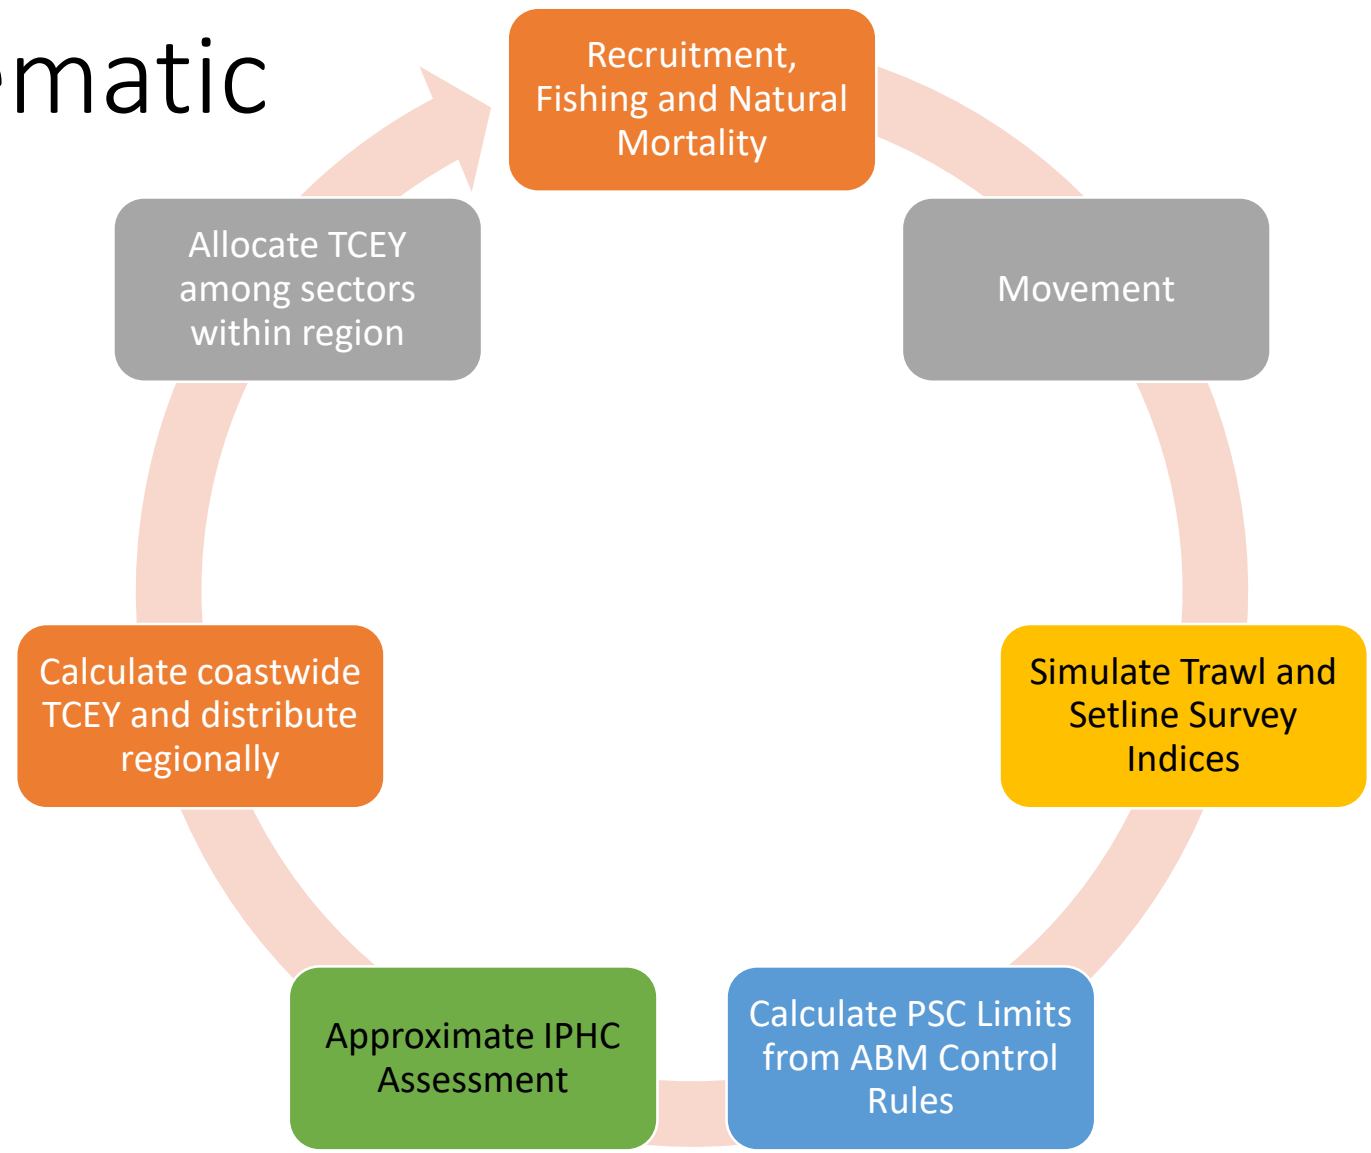 ematic
Recruitment,
Fishing and Natural
Mortality
Movement
Simulate Trawl and
Setline Survey
Indices
Calculate PSC Limits
from ABM Control
Rules
Approximate IPHC
Assessment
Calculate coastwide
TCEY and distribute
regionally
Allocate TCEY
among sectors
within region